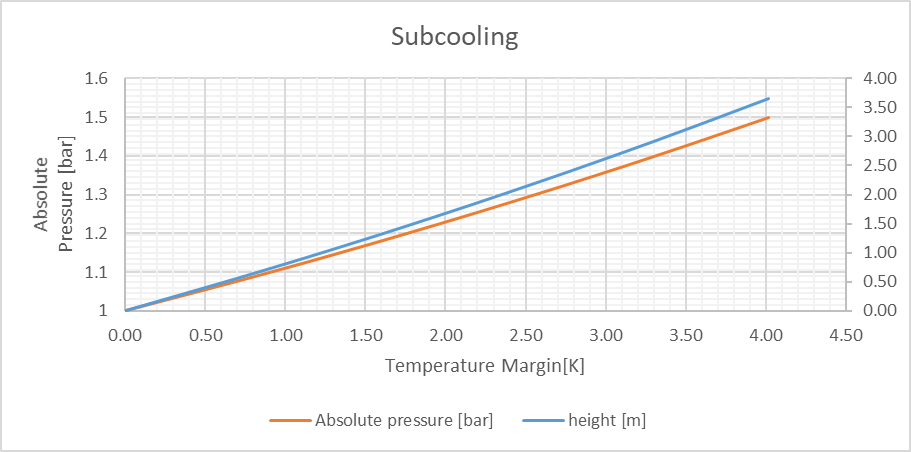 Subcooling
Absolute
Pressure [bar]
1.6
1.5
1.4
1.3
1.2
1.1
1
4.00
3.50
3.00
2.50
2.00
1.50
1.00
0.50
0.00
0.00 0.50 1.00 1.50 2.00 2.50 3.00 3.50 4.00 4.50
Temperature Margin[K]
Absolute pressure [bar] height [m]